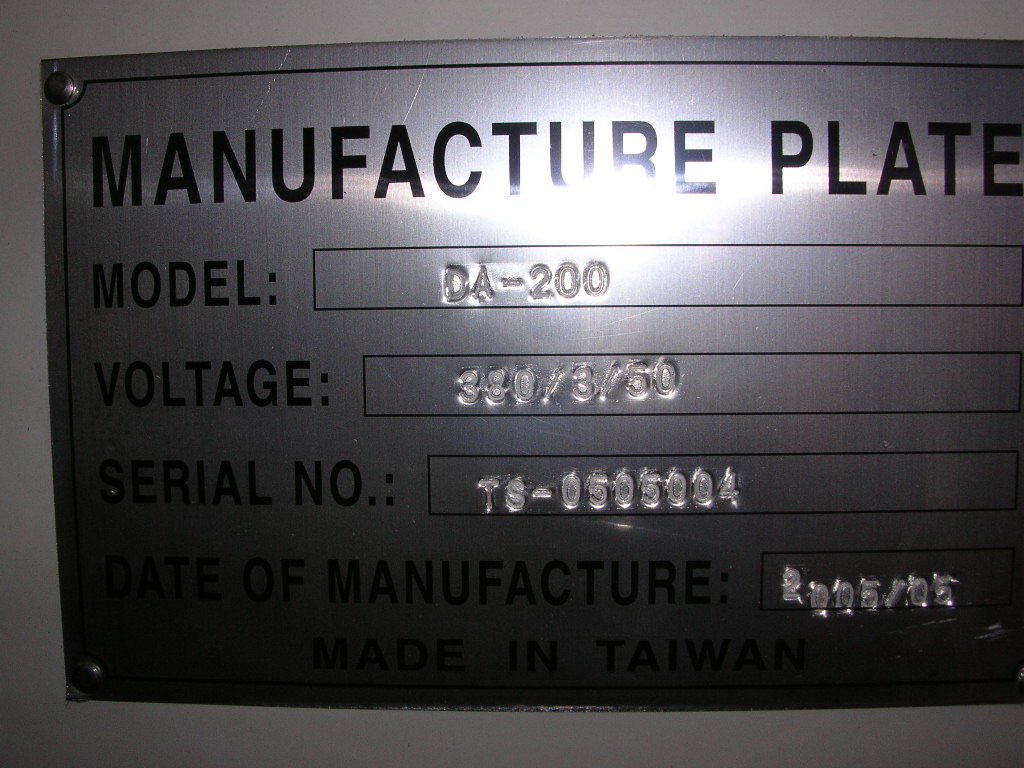 MANUFACTURE PLATE
MODEL: DA-200
VOLTAGE: 380/3/50
SERIAL NO.: TS-0505004
DATE OF MANUFACTURE: 2005/05
MADE IN TAIWAN